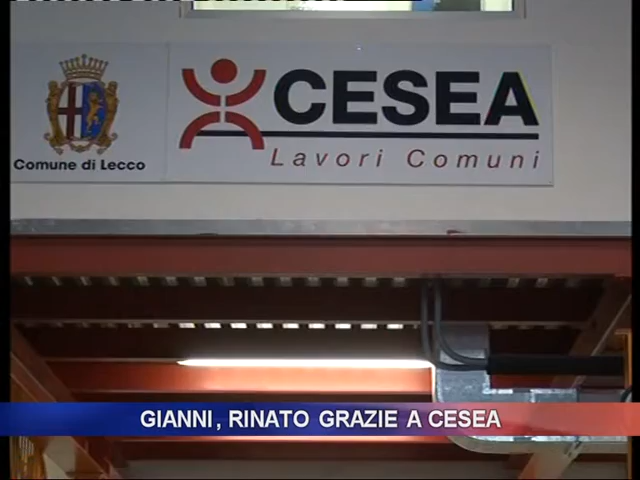 CESEA
Comune di Lecco
Lavori Comuni
GIANNI, RINATO GRAZIE A CESEA